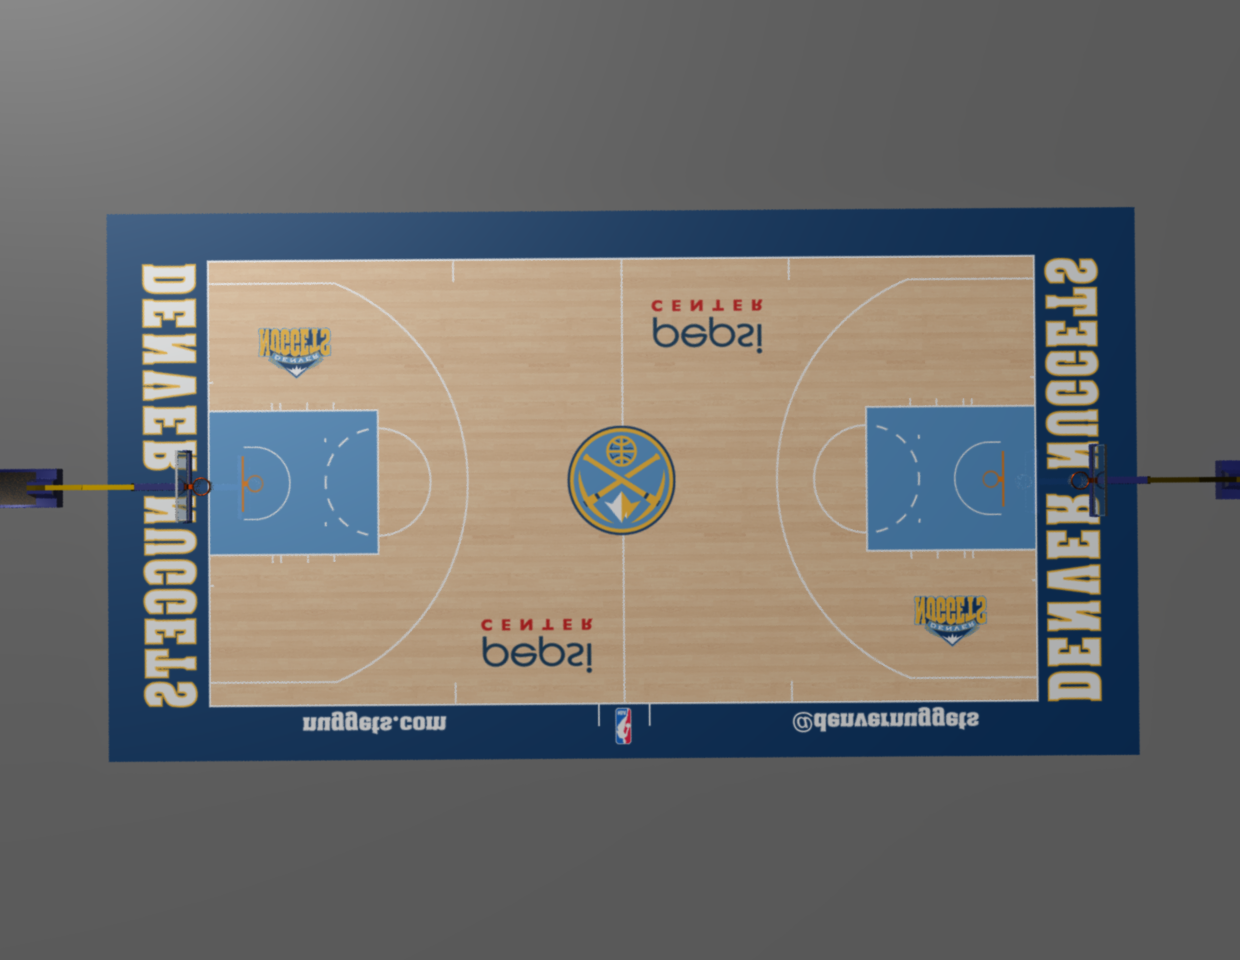 DENVER NUGGETS
NUGGETS
DENVER
CENTER
pepsi
DENVER NUGGETS
CENTER
pepsi
NUGGETS
DENVER
nuggets.com
@denvernuggets